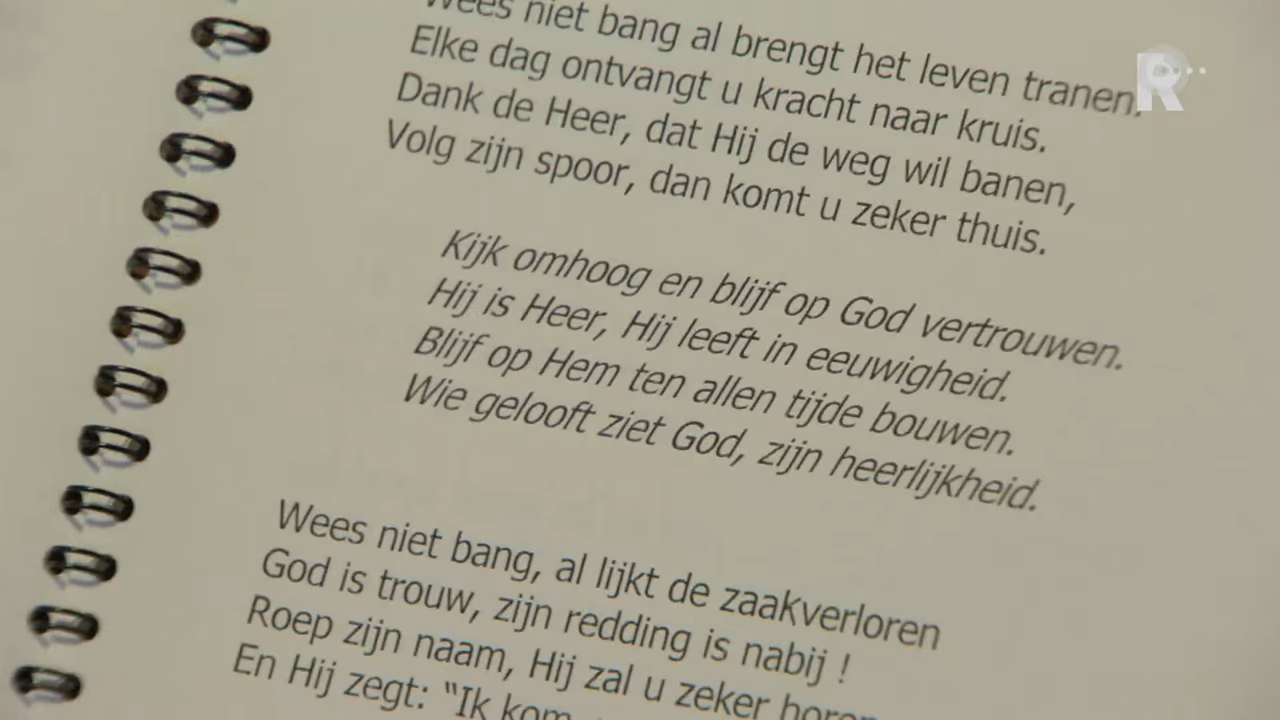 Wees niet bang al brengt het leven tranen.
Elke dag ontvangt u kracht naar kruis.
Dank de Heer, dat Hij de weg wil banen,
Volg zijn spoor, dan komt u zeker thuis.
Kijk omhoog en blijf op God vertrouwen.
Hij is Heer, Hij leeft in eeuwigheid.
Blijf op Hem ten allen tijde bouwen.
Wie gelooft ziet God, zijn heerlijkheid.
Wees niet bang, al lijkt de zaakverloren
God is trouw, zijn redding is nabij !
Roep zijn naam, Hij zal u zeker horen
En Hij zegt: "Ik kom
R